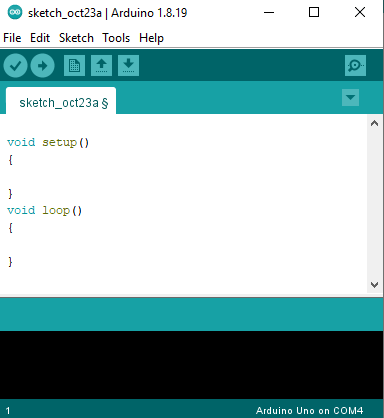 sketch_oct23a | Arduino 1.8.19
File Edit Sketch Tools Help
sketch_oct23a §
void setup()
{
}
void loop()
{
}
1 Arduino Uno on COM4